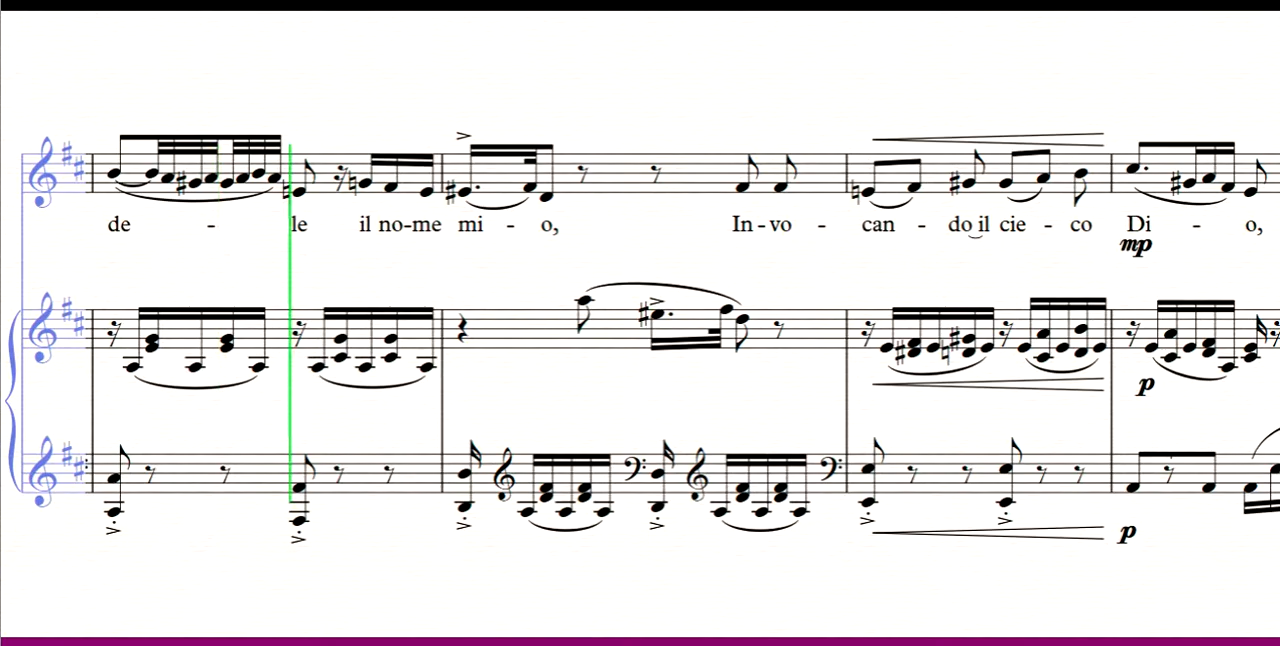 de - le il no-me mi - o, In-vo - can - do il cie - co Di - o,
mp
p
p